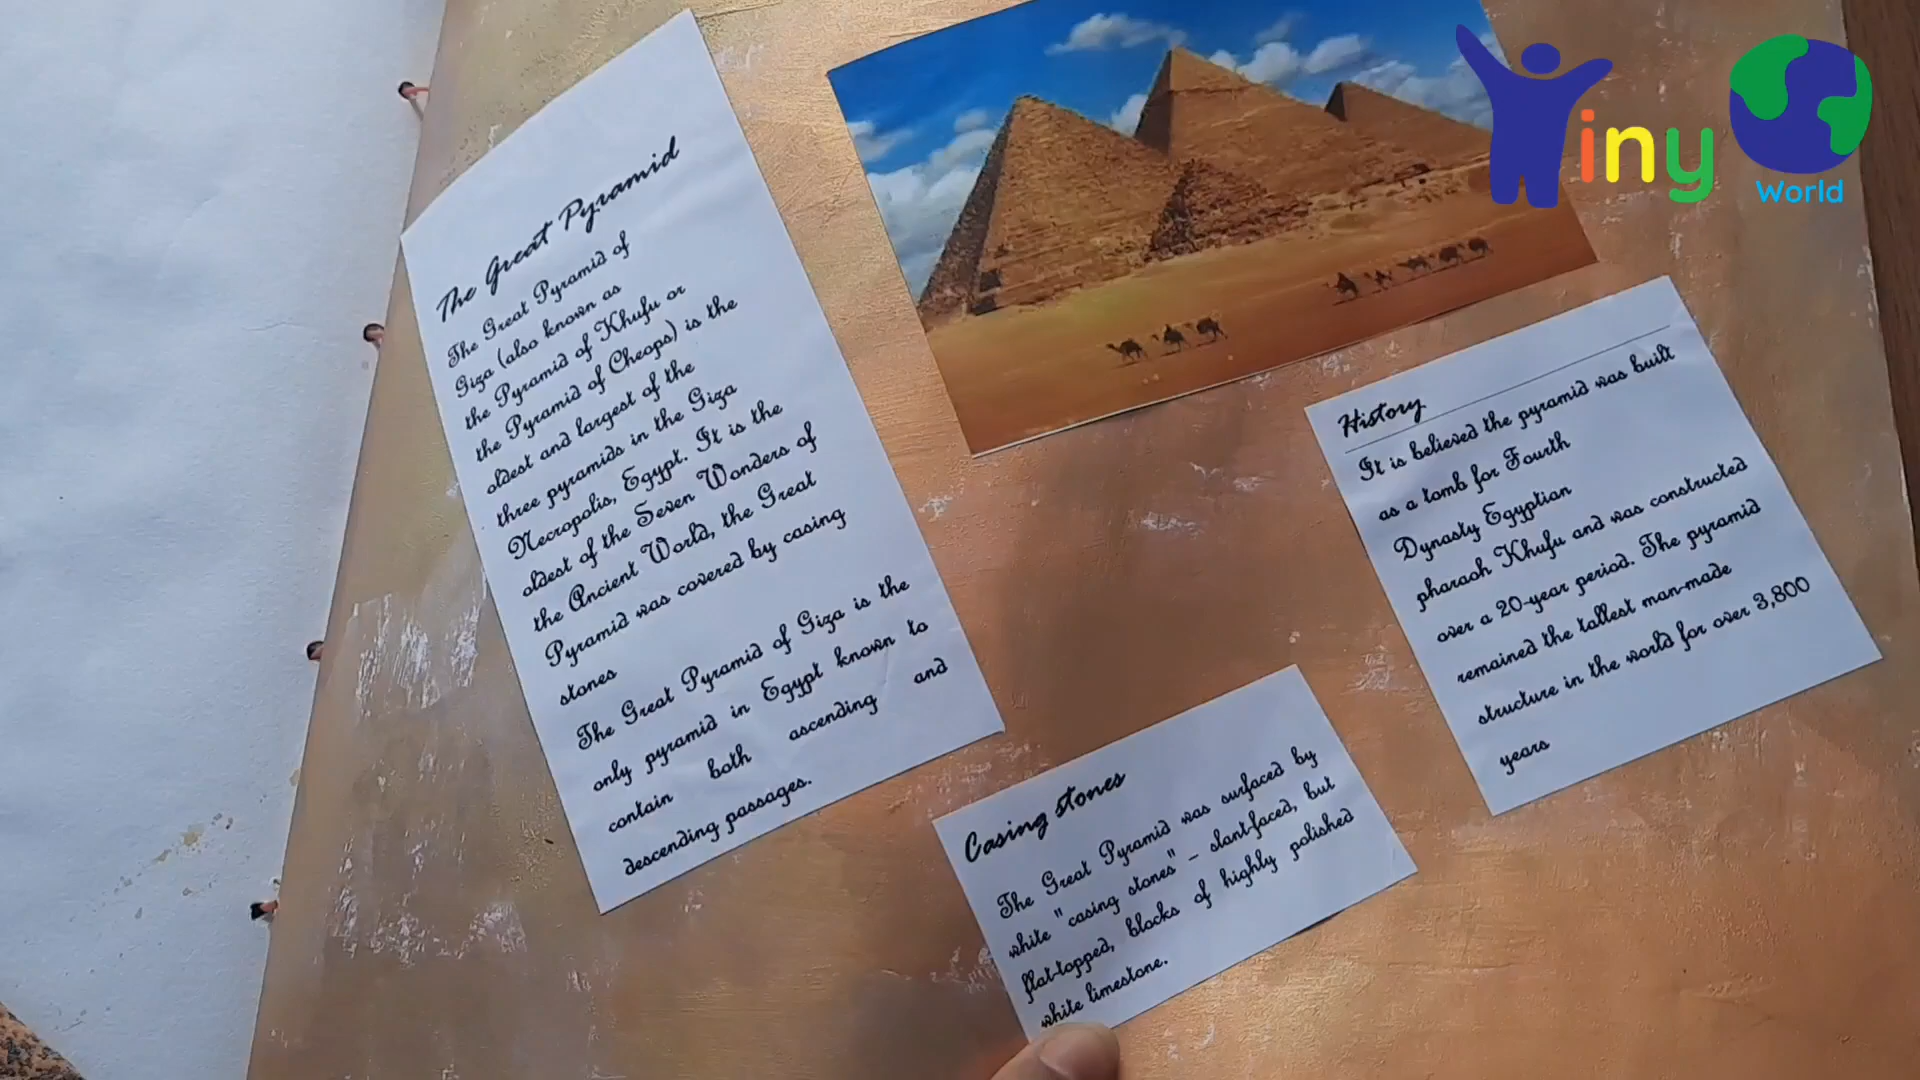 The Great Pyramid
The Great Pyramid of
Giza (also known as
the Pyramid of Khufu or
the Pyramid of Cheops) is the
oldest and largest of the
three pyramids in the Giza
Necropolis, Egypt. It is the
oldest of the Seven Wonders of
the Ancient World, the Great
Pyramid was covered by casing
stones
The Great Pyramid of Giza is the
only pyramid in Egypt known to
contain both ascending and
descending passages.
Casing stones
The Great Pyramid was surfaced by
white "casing stones" – slant-faced, but
flat-topped, blocks of highly polished
white limestone.
History
It is believed the pyramid was built
as a tomb for Fourth
Dynasty Egyptian
pharaoh Khufu and was constructed
over a 20-year period. The pyramid
remained the tallest man-made
structure in the world for over 3,800
years
Tiny
World